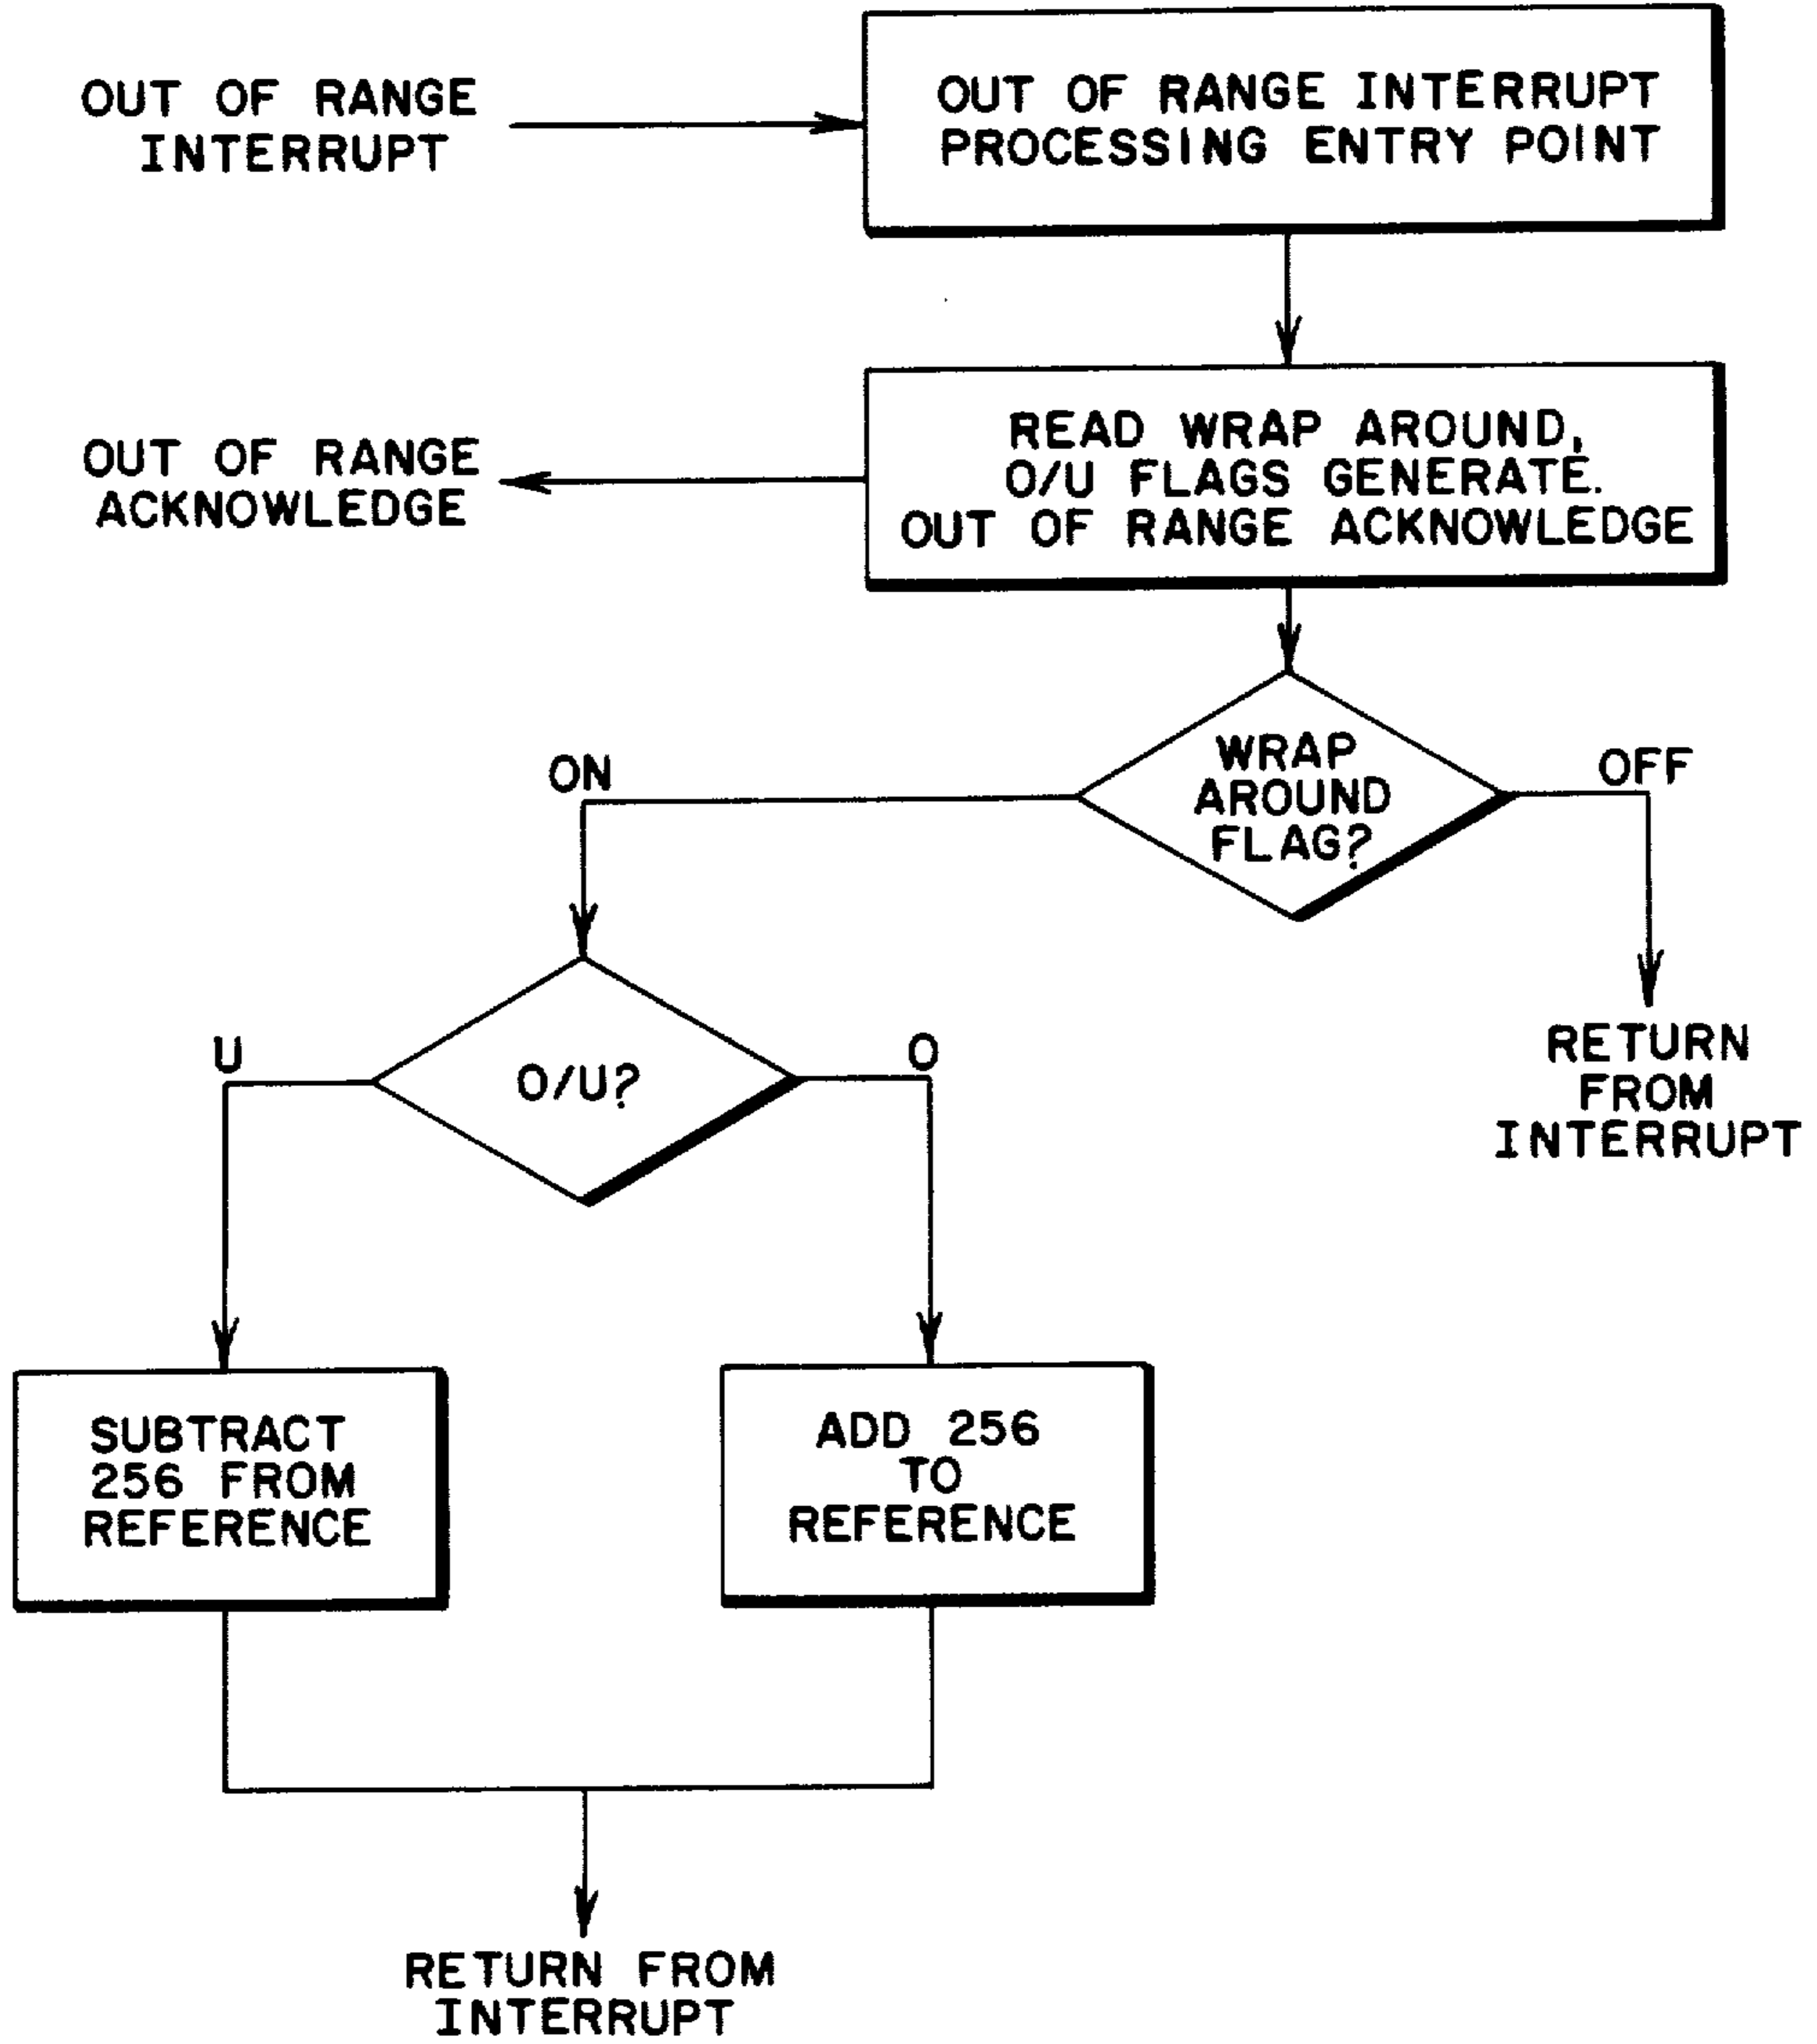 OUT OF RANGE
INTERRUPT
OUT OF RANGE INTERRUPT
PROCESSING ENTRY POINT
OUT OF RANGE
ACKNOWLEDGE
READ WRAP AROUND,
O/U FLAGS GENERATE.
OUT OF RANGE ACKNOWLEDGE
WRAP
AROUND
FLAG?
ON
OFF
RETURN
FROM
INTERRUPT
O/U?
U
O
SUBTRACT
256 FROM
REFERENCE
ADD 256
TO
REFERENCE
RETURN FROM
INTERRUPT